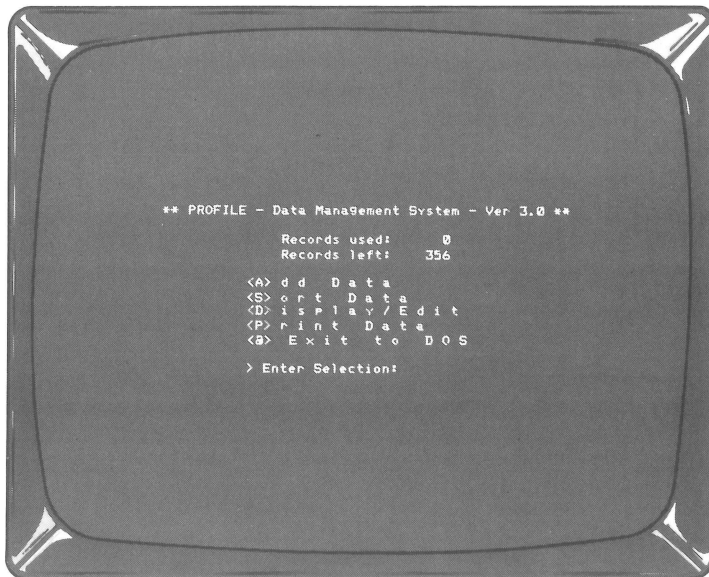 ** PROFILE - Data Management System - Ver 3.0 **
Records used: 0
Records left: 356
<A> d d D a t a
<S> o r t D a t a
<D> i s p l a y / E d i t
<P> r i n t D a t a
<@> E x i t t o D O S
> Enter Selection: